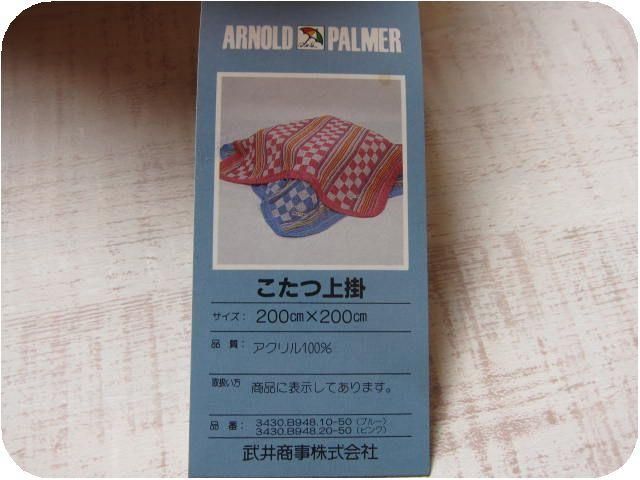 ARNOLD PALMER
こたつ上掛
サイズ： 200㎝×200㎝
品 質： アクリル100%
取扱い方 商品に表示してあります。
品 番： 3430.B948.10-50（ブルー）
3430.B948.20-50（ピンク）
武井商事株式会社